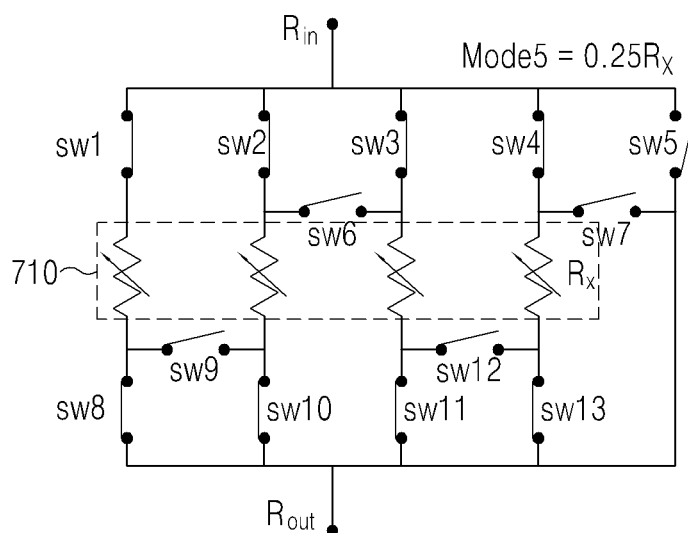 R_in
Mode5 = 0.25R_X
sw1
sw2
sw3
sw4
sw5
sw6
sw7
710
R_X
sw9
sw12
sw8
sw10
sw11
sw13
R_out